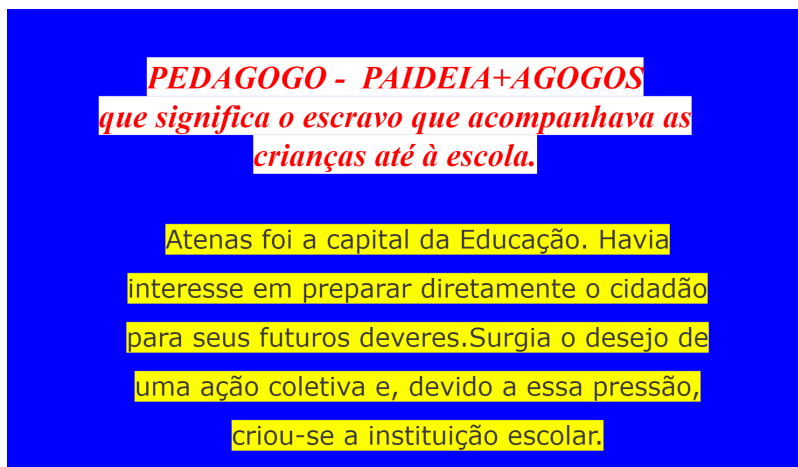 PEDAGOGO - PAIDEIA+AGOGOS
que significa o escravo que acompanhava as
crianças até à escola.
Atenas foi a capital da Educação. Havia
interesse em preparar diretamente o cidadão
para seus futuros deveres.Surgia o desejo de
uma ação coletiva e, devido a essa pressão,
criou-se a instituição escolar.